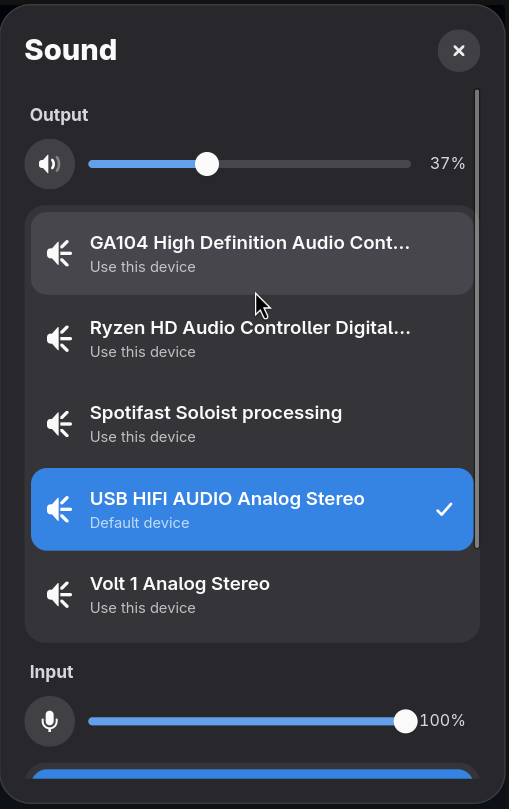 Sound
Output
37%
GA104 High Definition Audio Cont...
Use this device
Ryzen HD Audio Controller Digital...
Use this device
Spotifast Soloist processing
Use this device
USB HIFI AUDIO Analog Stereo
Default device
Volt 1 Analog Stereo
Use this device
Input
100%